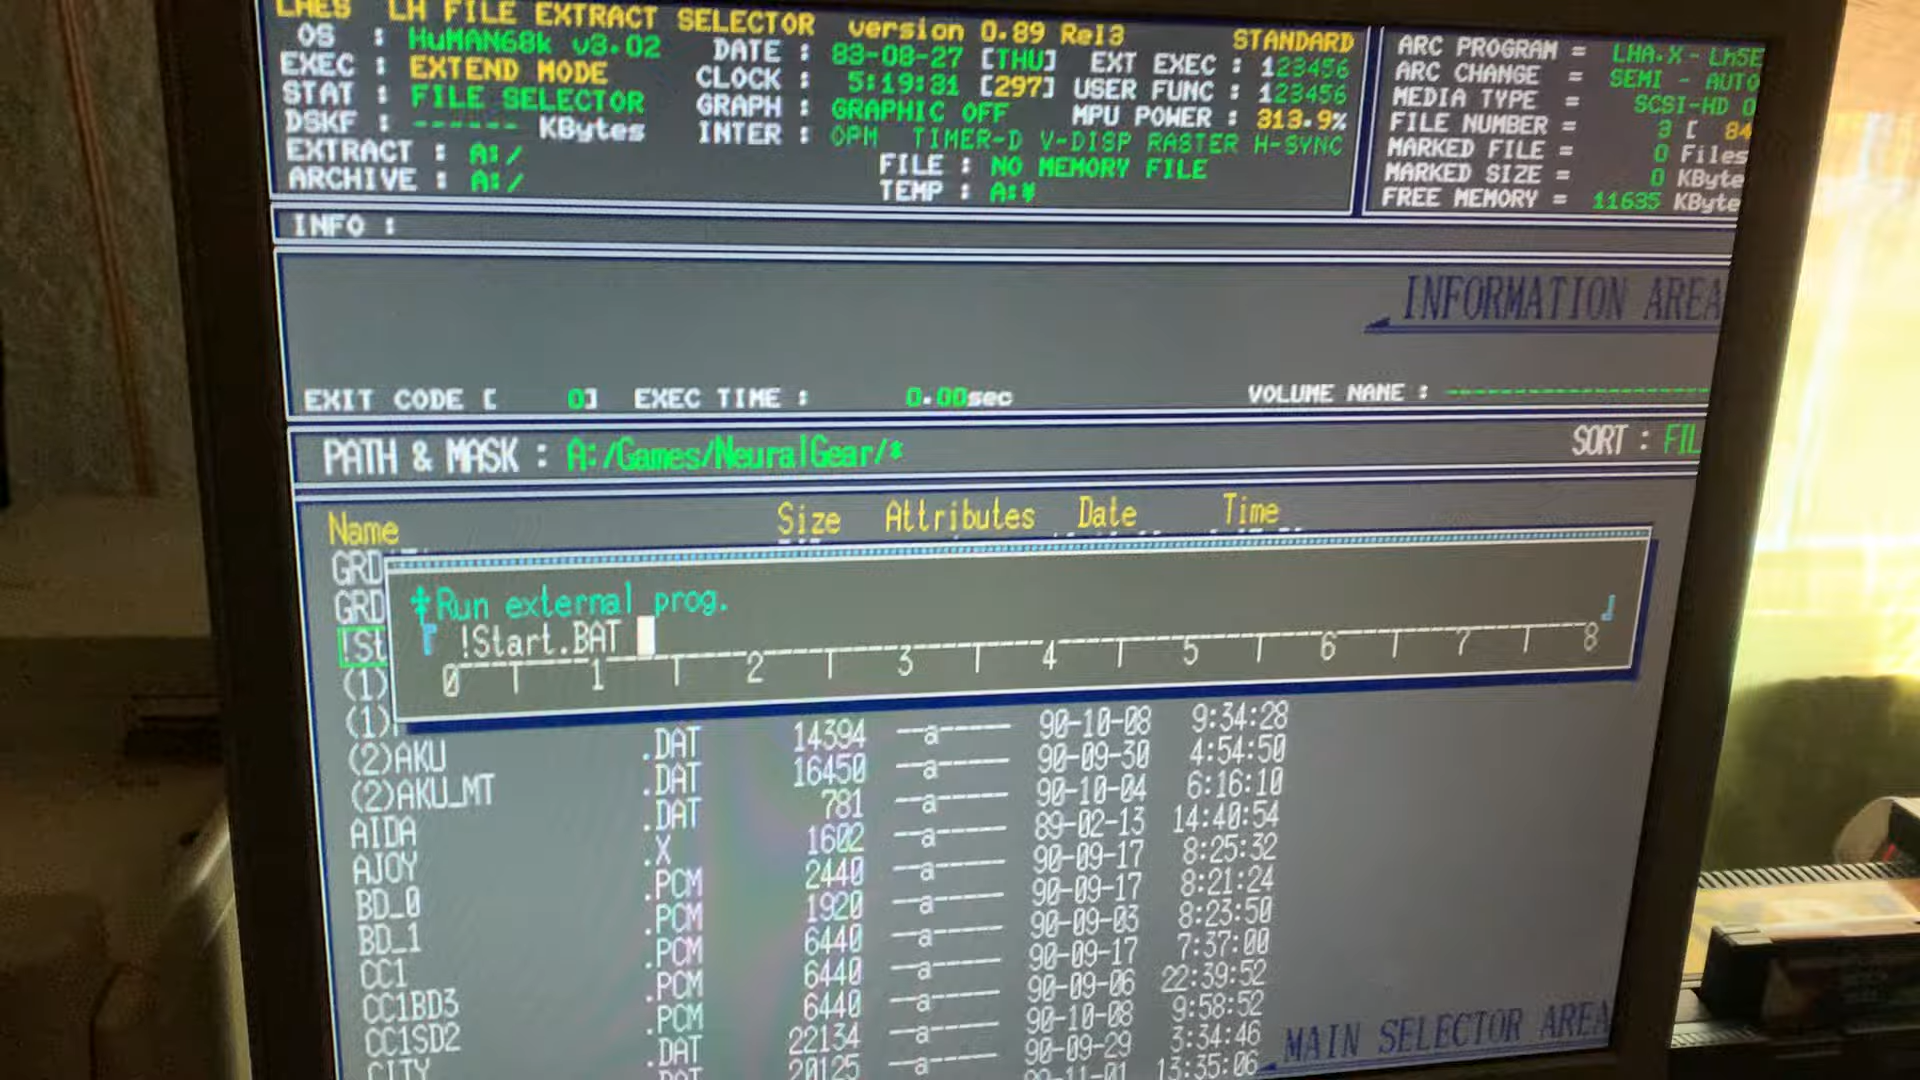 LHES LH FILE EXTRACT SELECTOR version 0.89 Rel3 STANDARD
OS : HuMAN68k v3.02 DATE : 83-08-27 [THU] EXT EXEC : 123456
EXEC : EXTEND MODE CLOCK : 5:19:31 [297] USER FUNC : 123456
STAT : FILE SELECTOR GRAPH : GRAPHIC OFF MPU POWER : 313.9%
DSKF : ------ KBytes INTER : OPM TIMER-D V-DISP RASTER H-SYNC
EXTRACT : A:/ FILE : NO MEMORY FILE
ARCHIVE : A:/ TEMP : A:¥
ARC PROGRAM = LHA.X - LhSE
ARC CHANGE = SEMI - AUTO
MEDIA TYPE = SCSI-HD 0
FILE NUMBER = 3 [ 84
MARKED FILE = 0 Files
MARKED SIZE = 0 KByte
FREE MEMORY = 11635 KByte
INFO :
INFORMATION AREA
EXIT CODE [ 0] EXEC TIME : 0.00sec VOLUME NAME : 
PATH & MASK : A:/Games/NeuralGear/* SORT : FIL
Name Size Attributes Date Time
GRD
GRD
!St
(1)
(1)
‡Run external prog.
!Start.BAT
0 1 2 3 4 5 6 7 8
(2)AKU .DAT 14394 --a----- 90-10-08 9:34:28
(2)AKU_MT .DAT 16450 --a----- 90-09-30 4:54:50
AIDA .DAT 781 --a----- 90-10-04 6:16:10
AJOY .X 1602 --a----- 89-02-13 14:40:54
BD_0 .PCM 2440 --a----- 90-09-17 8:25:32
BD_1 .PCM 1920 --a----- 90-09-17 8:21:24
CC1 .PCM 6440 --a----- 90-09-03 8:23:50
CC1BD3 .PCM 6440 --a----- 90-09-17 7:37:00
CC1SD2 .PCM 6440 --a----- 90-09-06 22:39:52
CITY .DAT 22134 --a----- 90-10-08 9:58:52
.DAT 20125 --a----- 90-09-29 3:34:46
13:35:06
MAIN SELECTOR AREA